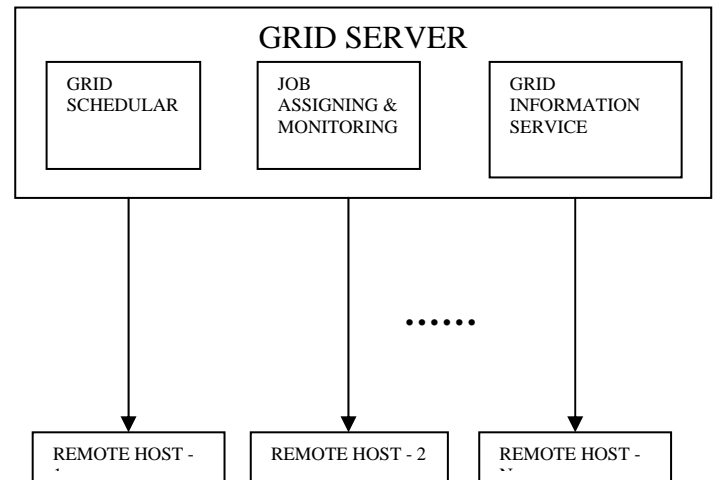 GRID SERVER
GRID
SCHEDULAR
JOB
ASSIGNING &
MONITORING
GRID
INFORMATION
SERVICE
......
REMOTE HOST -
REMOTE HOST - 2
REMOTE HOST -